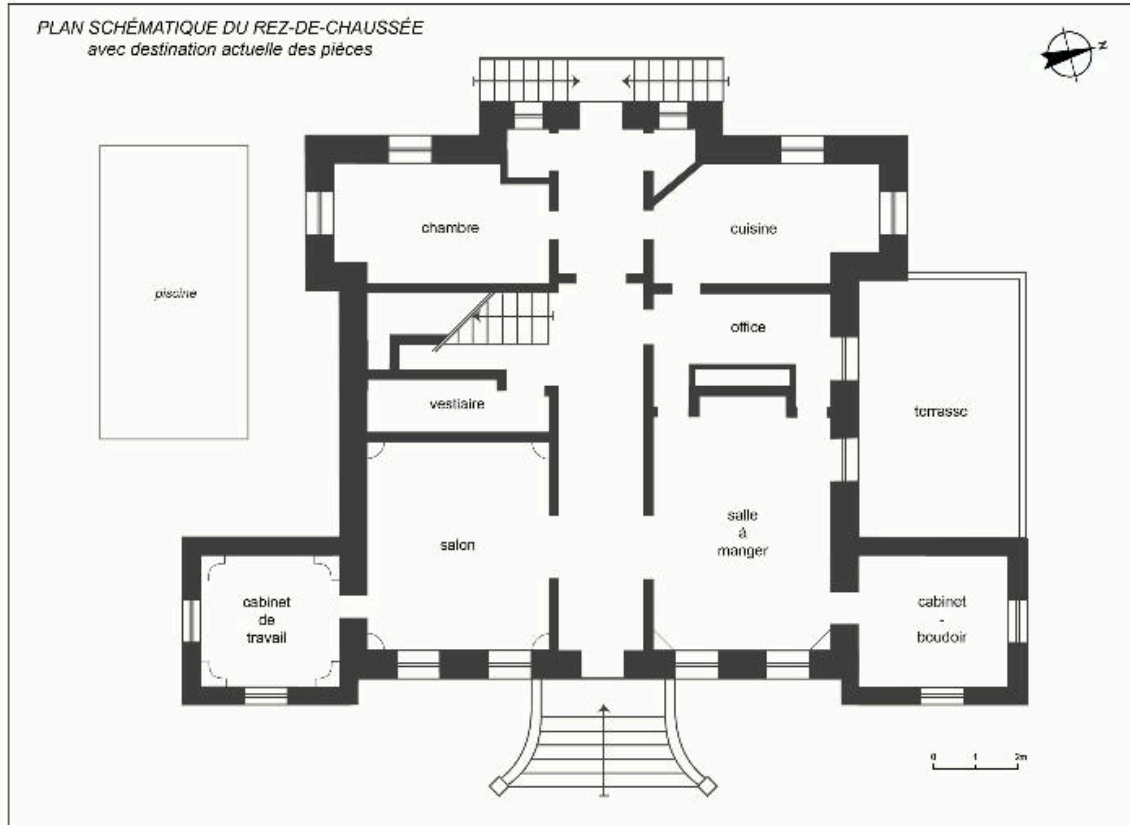 PLAN SCHÉMATIQUE DU REZ-DE-CHAUSSÉE
avec destination actuelle des pièces
N
chambre
cuisine
piscine
office
vestiaire
terrasse
salon
salle
à
manger
cabinet
de
travail
cabinet
-
boudoir
0 1 2m